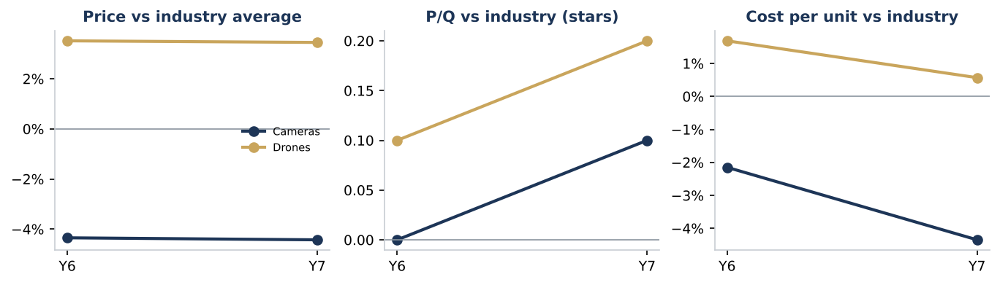 Price vs industry average
2%
0%
−2%
−4%
Y6
Y7
Cameras
Drones
P/Q vs industry (stars)
0.20
0.15
0.10
0.05
0.00
Y6
Y7
Cost per unit vs industry
1%
0%
−1%
−2%
−3%
−4%
Y6
Y7